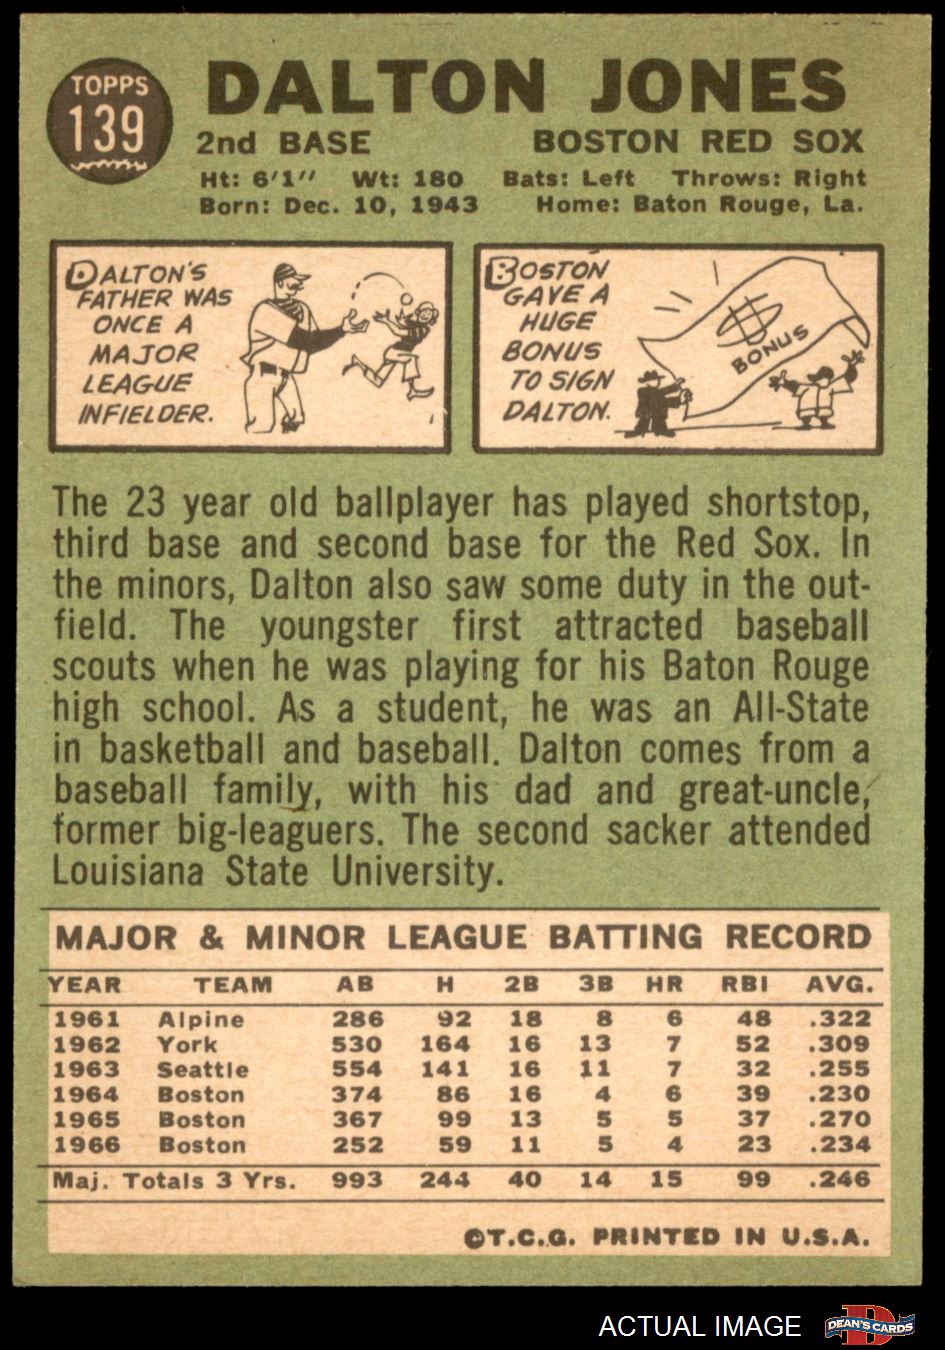 TOPPS
139
DALTON JONES
2nd BASE BOSTON RED SOX
Ht: 6'1" Wt: 180 Bats: Left Throws: Right
Born: Dec. 10, 1943 Home: Baton Rouge, La.
DALTON'S
FATHER WAS
ONCE A
MAJOR
LEAGUE
INFIELDER.
BOSTON
GAVE A
HUGE
BONUS
TO SIGN
DALTON.
BONUS
The 23 year old ballplayer has played shortstop,
third base and second base for the Red Sox. In
the minors, Dalton also saw some duty in the out-
field. The youngster first attracted baseball
scouts when he was playing for his Baton Rouge
high school. As a student, he was an All-State
in basketball and baseball. Dalton comes from a
baseball family, with his dad and great-uncle,
former big-leaguers. The second sacker attended
Louisiana State University.
MAJOR & MINOR LEAGUE BATTING RECORD
YEAR TEAM AB H 2B 3B HR RBI AVG.
1961 Alpine 286 92 18 8 6 48 .322
1962 York 530 164 16 13 7 52 .309
1963 Seattle 554 141 16 11 7 32 .255
1964 Boston 374 86 16 4 6 39 .230
1965 Boston 367 99 13 5 5 37 .270
1966 Boston 252 59 11 5 4 23 .234
Maj. Totals 3 Yrs. 993 244 40 14 15 99 .246
©T.C.G. PRINTED IN U.S.A.
ACTUAL IMAGE D DEAN'S CARDS